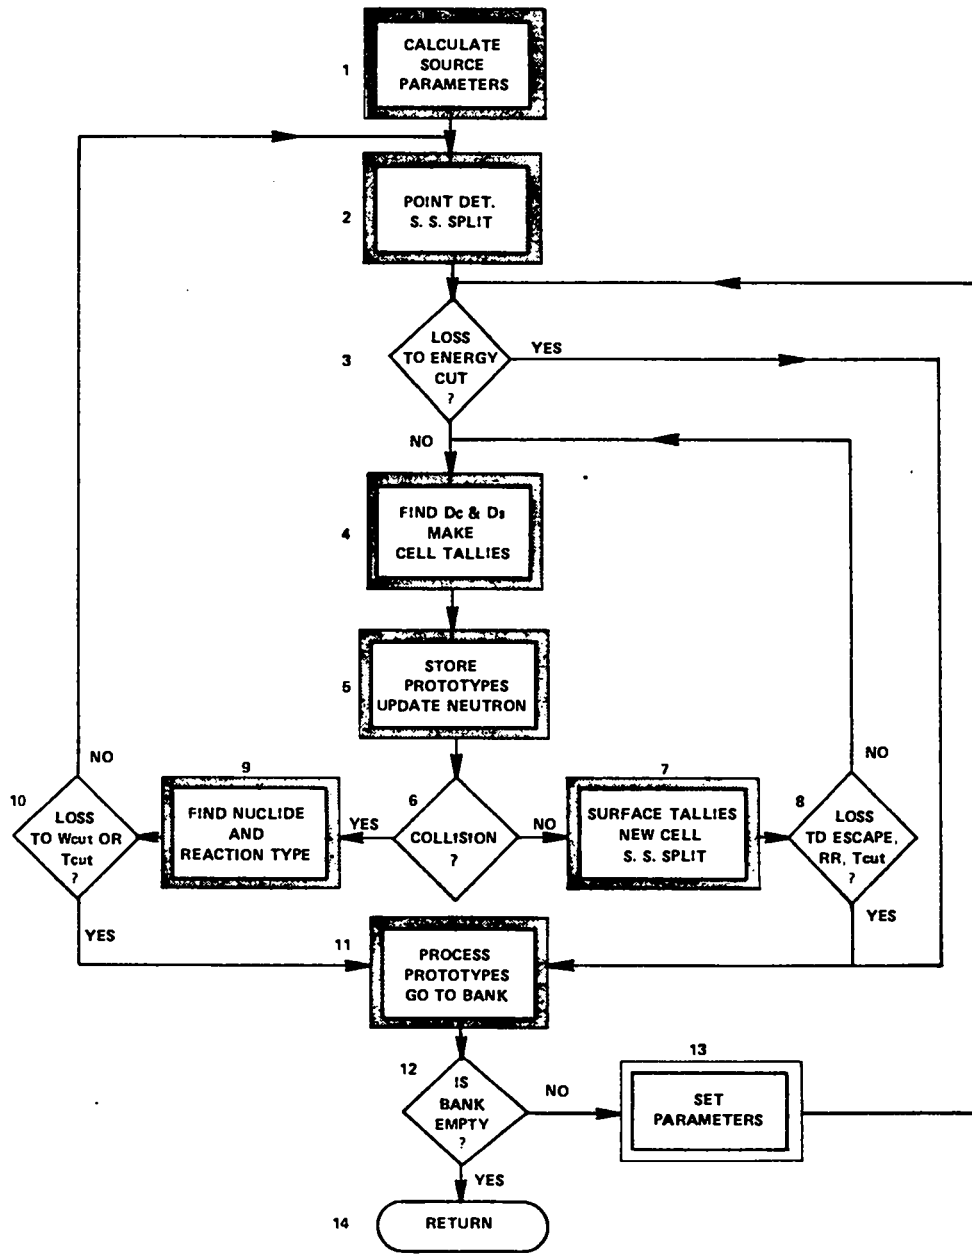 1
CALCULATE
SOURCE
PARAMETERS
2
POINT DET.
S. S. SPLIT
3
LOSS
TO ENERGY
CUT
?
YES
NO
4
FIND Dc & Ds
MAKE
CELL TALLIES
5
STORE
PROTOTYPES
UPDATE NEUTRON
NO
10
LOSS
TO Wcut OR
Tcut
?
YES
9
FIND NUCLIDE
AND
REACTION TYPE
YES
6
COLLISION
?
NO
7
SURFACE TALLIES
NEW CELL
S. S. SPLIT
NO
8
LOSS
TD ESCAPE,
RR, Tcut
?
YES
11
PROCESS
PROTOTYPES
GO TO BANK
12
IS
BANK
EMPTY
?
NO
13
SET
PARAMETERS
YES
14
RETURN